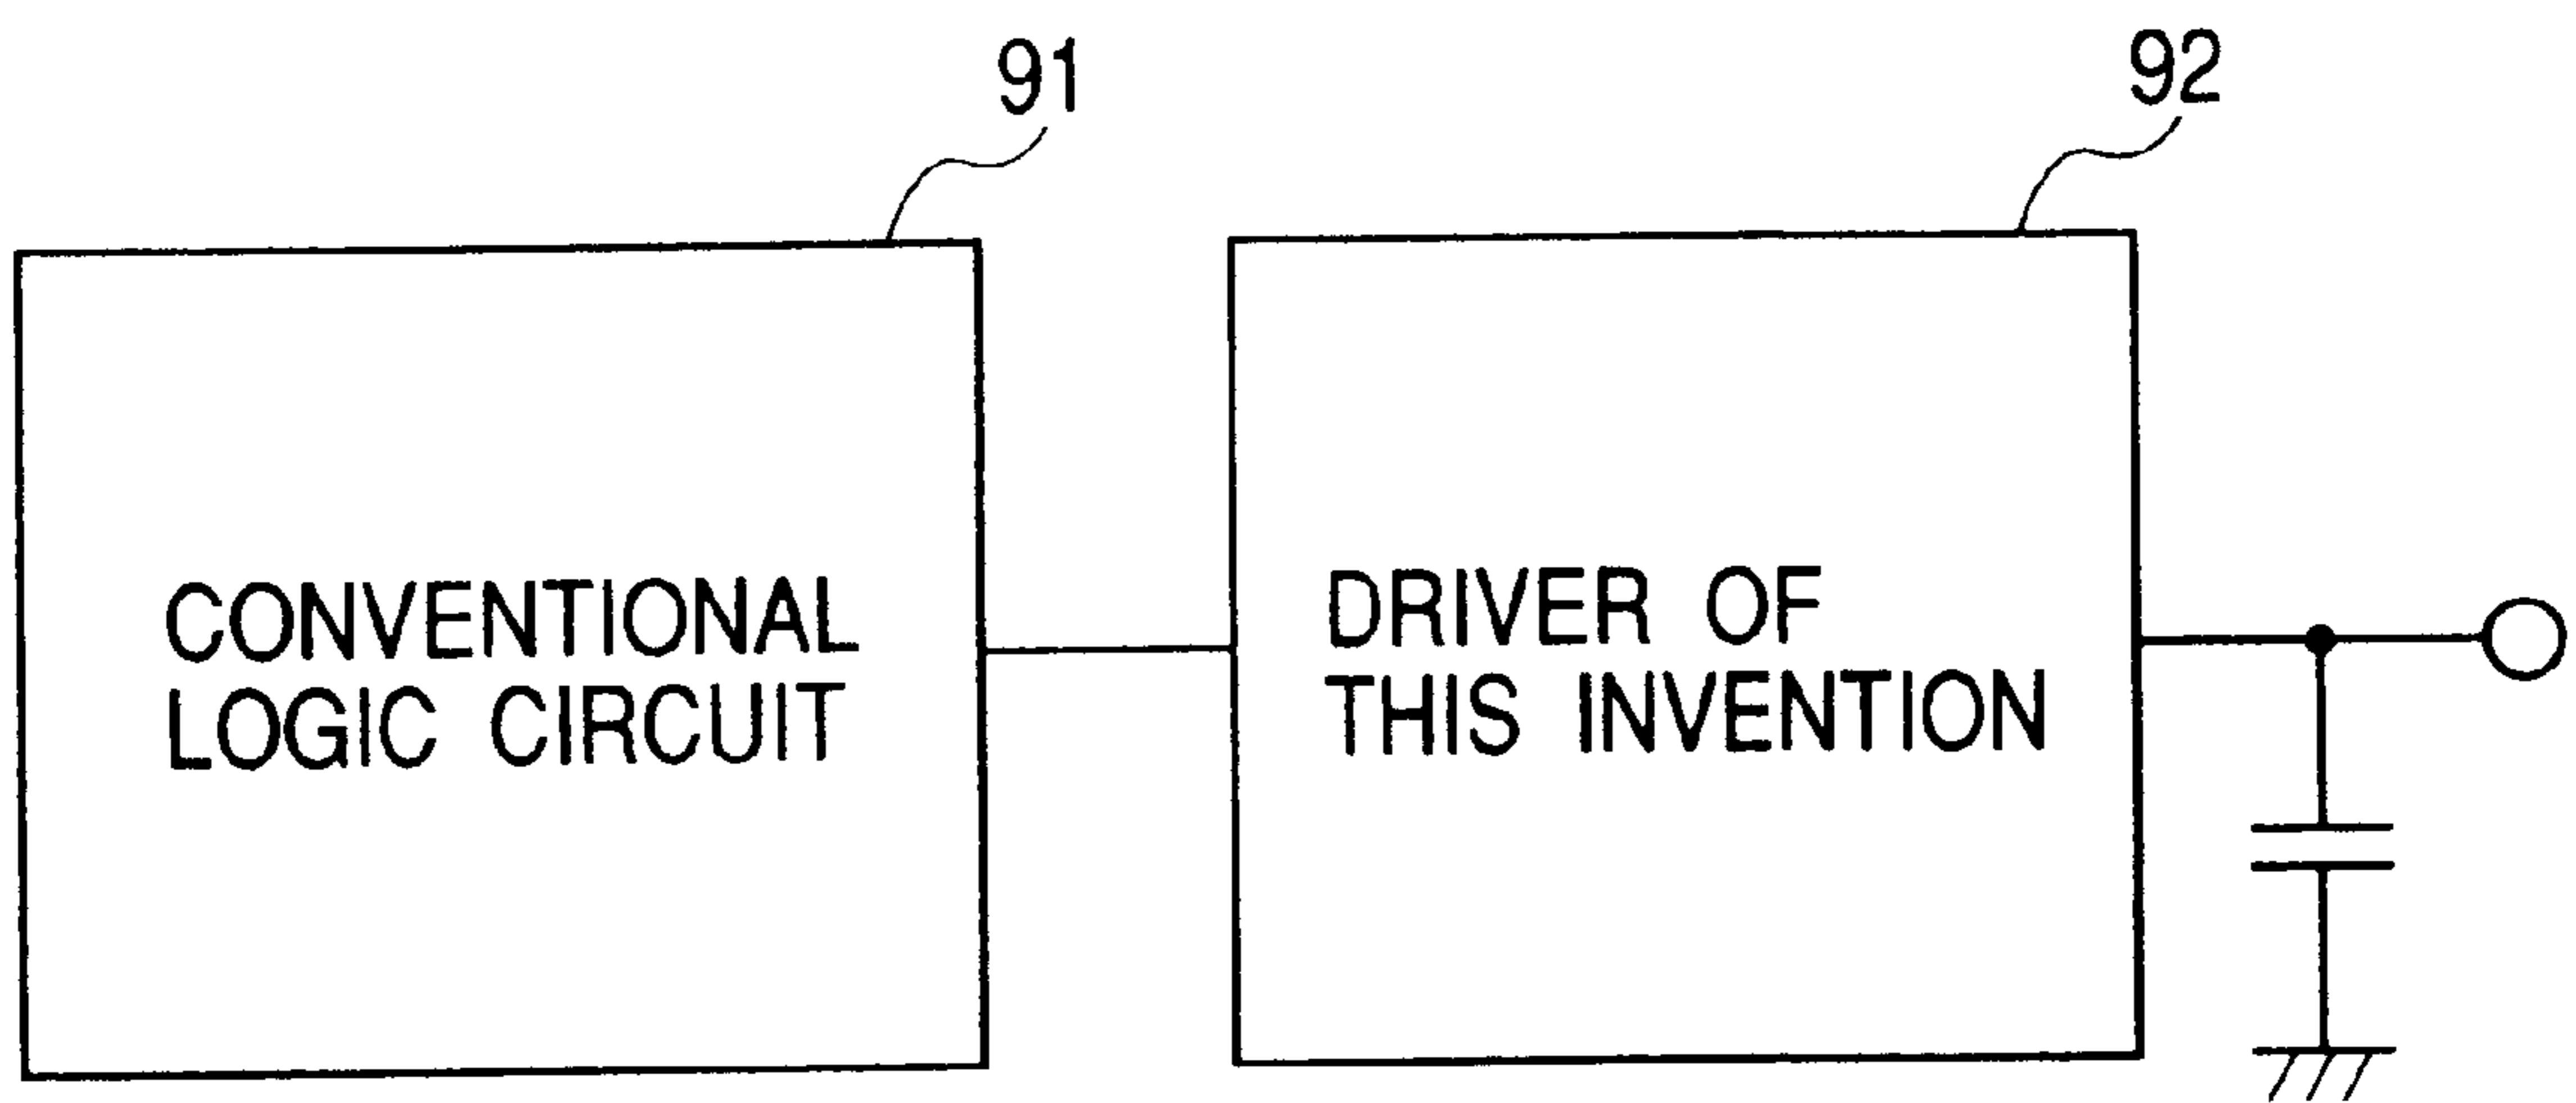 91
92
CONVENTIONAL
LOGIC CIRCUIT
DRIVER OF
THIS INVENTION